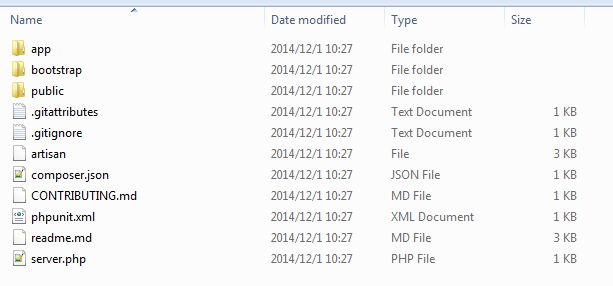 Name Date modified Type Size
app 2014/12/1 10:27 File folder
bootstrap 2014/12/1 10:27 File folder
public 2014/12/1 10:27 File folder
.gitattributes 2014/12/1 10:27 Text Document 1 KB
.gitignore 2014/12/1 10:27 Text Document 1 KB
artisan 2014/12/1 10:27 File 3 KB
composer.json 2014/12/1 10:27 JSON File 1 KB
CONTRIBUTING.md 2014/12/1 10:27 MD File 1 KB
phpunit.xml 2014/12/1 10:27 XML Document 1 KB
readme.md 2014/12/1 10:27 MD File 3 KB
server.php 2014/12/1 10:27 PHP File 1 KB